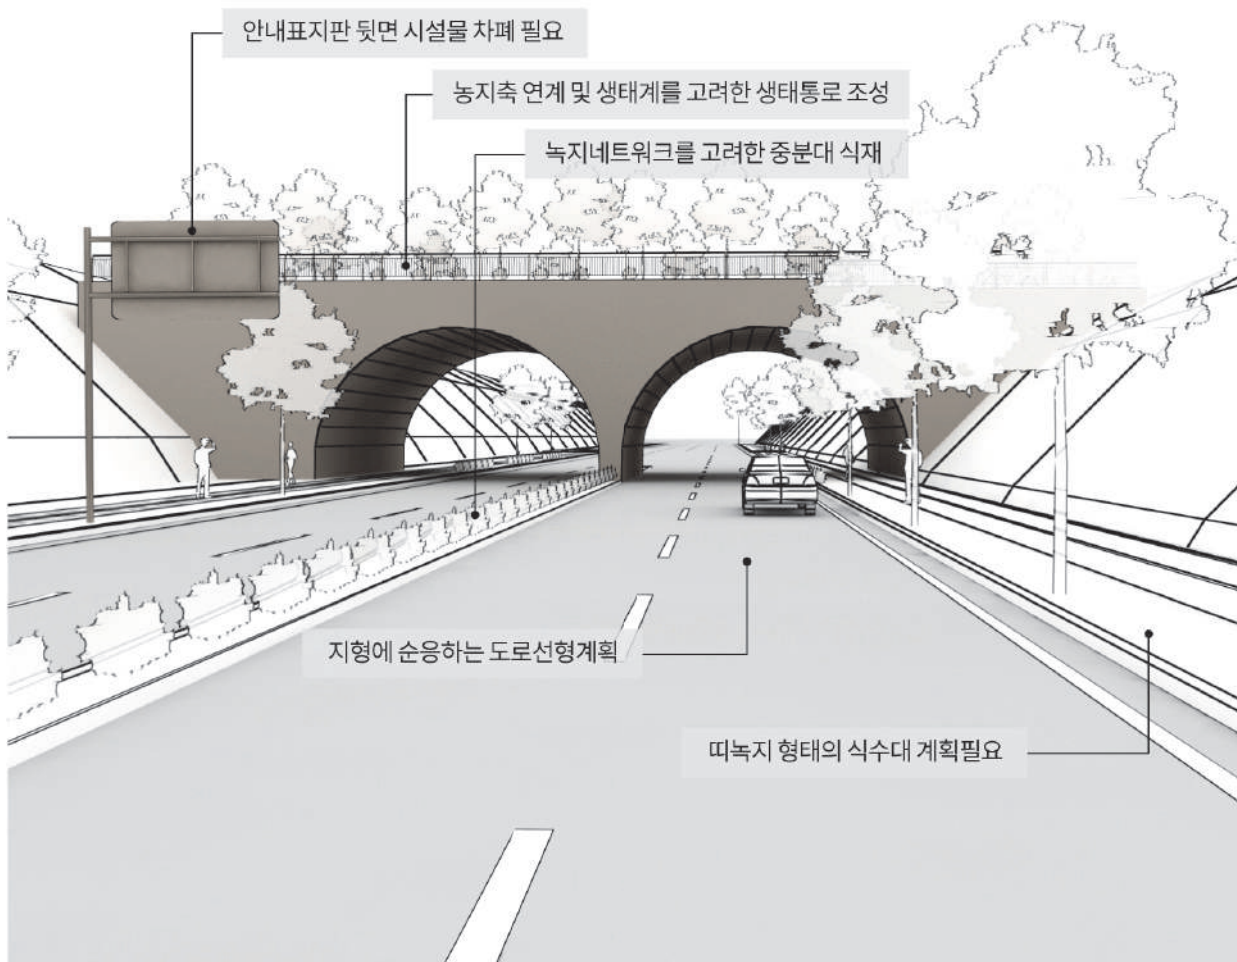 안내표지판 뒷면 시설물 차폐 필요
농지축 연계 및 생태계를 고려한 생태통로 조성
녹지네트워크를 고려한 중분대 식재
지형에 순응하는 도로선형계획
띠녹지 형태의 식수대 계획필요